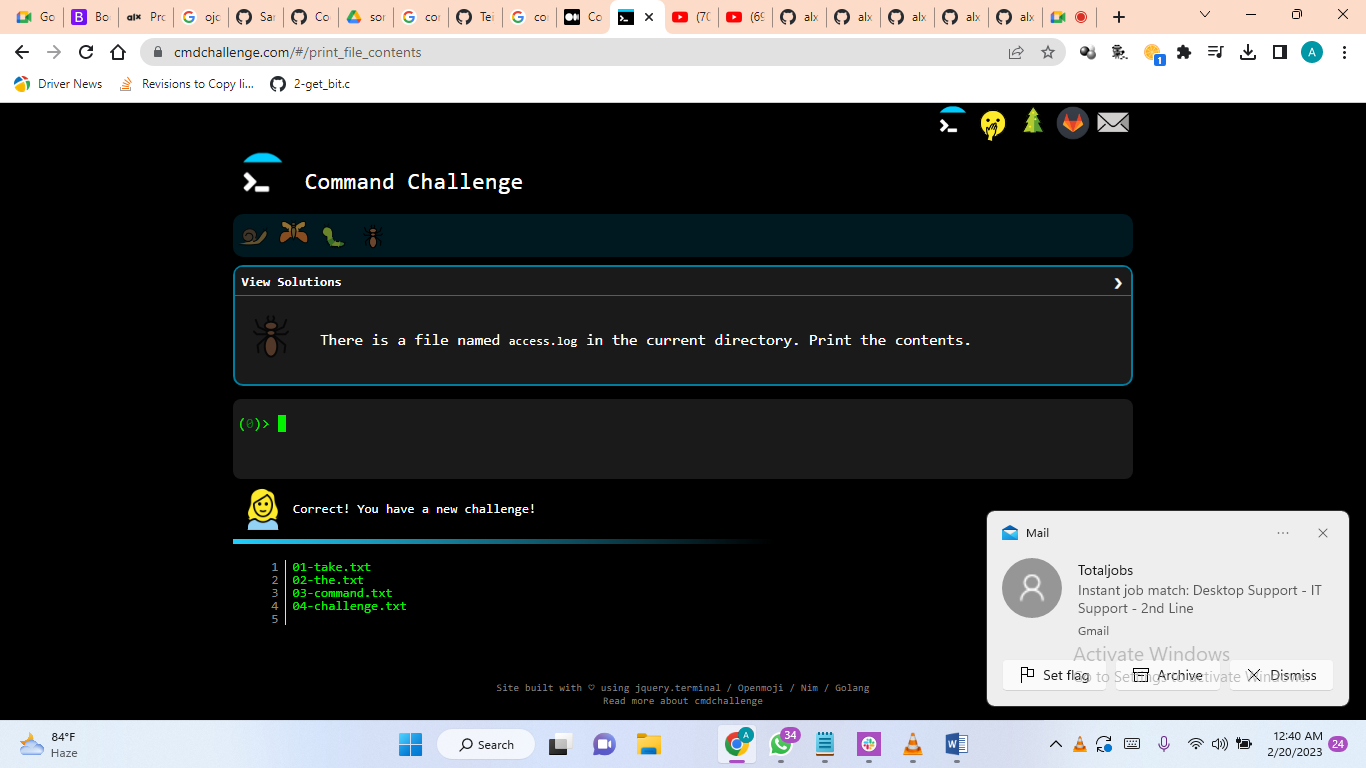 Go
Bo
alx Pro
ojo
Sar
Co
sor
cor
Tei
co
Co
(70
(69
alx
alx
alx
alx
alx
cmdchallenge.com/#/print_file_contents
1
A
Driver News
Revisions to Copy li...
2-get_bit.c
Command Challenge
View Solutions
There is a file named access.log in the current directory. Print the contents.
(0)>
Correct! You have a new challenge!
1 01-take.txt
2 02-the.txt
3 03-command.txt
4 04-challenge.txt
5
Mail
Totaljobs
Instant job match: Desktop Support - IT
Support - 2nd Line
Gmail
Activate Windows
Go to Settings to activate Windows.
Set flag
Archive
Dismiss
Site built with ♡ using jquery.terminal / Openmoji / Nim / Golang
Read more about cmdchallenge
84°F
Haze
Search
A
34
12:40 AM
2/20/2023
24